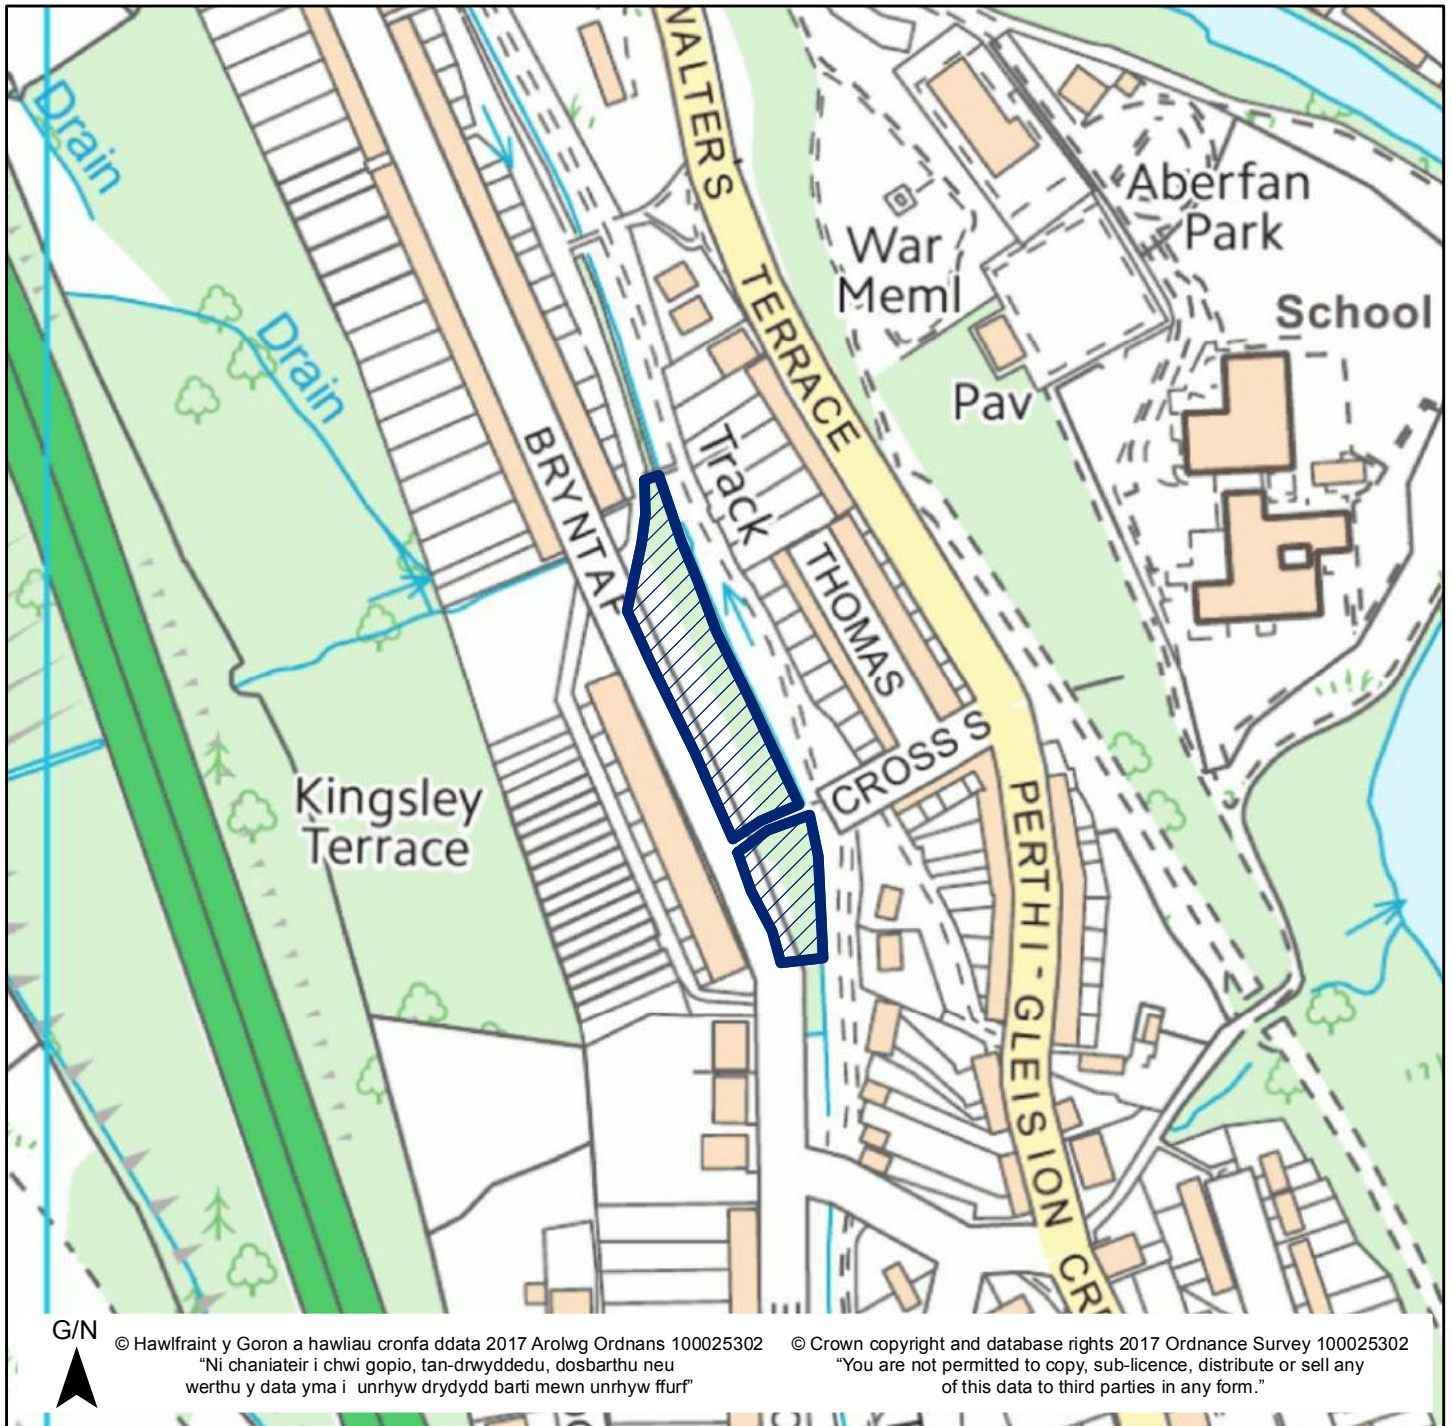 Drain
WALTER'S
TERRACE
Aberfan
Park
War
Meml
School
Drain
Pav
Track
BRYNTAF
THOMAS
CROSS S
Kingsley
Terrace
PERTHI-GLEISION
G/N
© Hawlfraint y Goron a hawliau cronfa ddata 2017 Arolwg Ordnans 100025302
“Ni chaniateir i chwi gopio, tan-drwyddedu, dosbarthu neu
werthu y data yma i unrhyw drydydd barti mewn unrhyw ffurf”
© Crown copyright and database rights 2017 Ordnance Survey 100025302
“You are not permitted to copy, sub-licence, distribute or sell any
of this data to third parties in any form.”